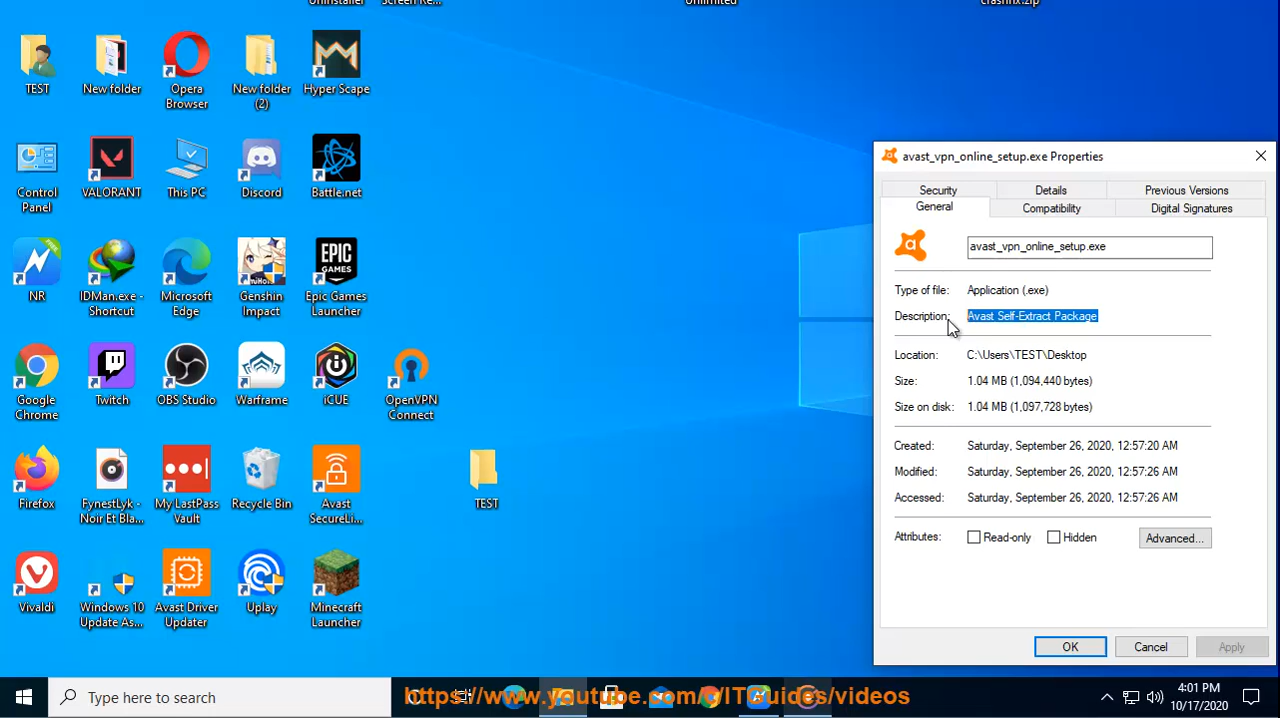 Uninstaller
Screen Re...
Unlimited
crashhx.zip
TEST
New folder
Opera
Browser
New folder
(2)
Hyper Scape
Control
Panel
VALORANT
This PC
Discord
Battle.net
NR
IDMan.exe -
Shortcut
Microsoft
Edge
Genshin
Impact
EPIC
GAMES
Epic Games
Launcher
Google
Chrome
Twitch
OBS Studio
Warframe
iCUE
OpenVPN
Connect
Firefox
FynestLyk -
Noir Et Bla...
My LastPass
Vault
Recycle Bin
Avast
SecureLi...
TEST
Vivaldi
Windows 10
Update As...
Avast Driver
Updater
Uplay
Minecraft
Launcher
avast_vpn_online_setup.exe Properties
Security
Details
Previous Versions
General
Compatibility
Digital Signatures
avast_vpn_online_setup.exe
Type of file: Application (.exe)
Description: Avast Self-Extract Package
Location: C:\Users\TEST\Desktop
Size: 1.04 MB (1,094,440 bytes)
Size on disk: 1.04 MB (1,097,728 bytes)
Created: Saturday, September 26, 2020, 12:57:20 AM
Modified: Saturday, September 26, 2020, 12:57:26 AM
Accessed: Saturday, September 26, 2020, 12:57:26 AM
Attributes: Read-only Hidden Advanced...
OK Cancel Apply
Type here to search
https://www.youtube.com/c/ITGuides/videos
4:01 PM
10/17/2020